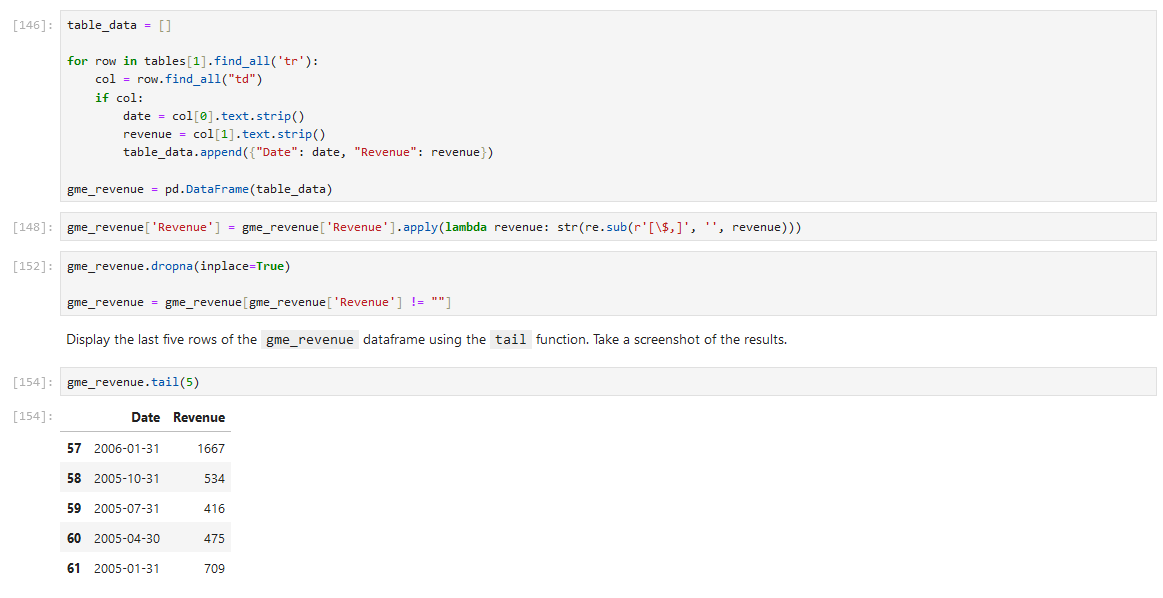 [146]: table_data = []
for row in tables[1].find_all('tr'):
    col = row.find_all("td")
    if col:
        date = col[0].text.strip()
        revenue = col[1].text.strip()
        table_data.append({"Date": date, "Revenue": revenue})
gme_revenue = pd.DataFrame(table_data)
[148]: gme_revenue['Revenue'] = gme_revenue['Revenue'].apply(lambda revenue: str(re.sub(r'[\$,]', '', revenue)))
[152]: gme_revenue.dropna(inplace=True)
gme_revenue = gme_revenue[gme_revenue['Revenue'] != ""]
Display the last five rows of the gme_revenue dataframe using the tail function. Take a screenshot of the results.
[154]: gme_revenue.tail(5)
[154]: Date Revenue
57 2006-01-31 1667
58 2005-10-31 534
59 2005-07-31 416
60 2005-04-30 475
61 2005-01-31 709